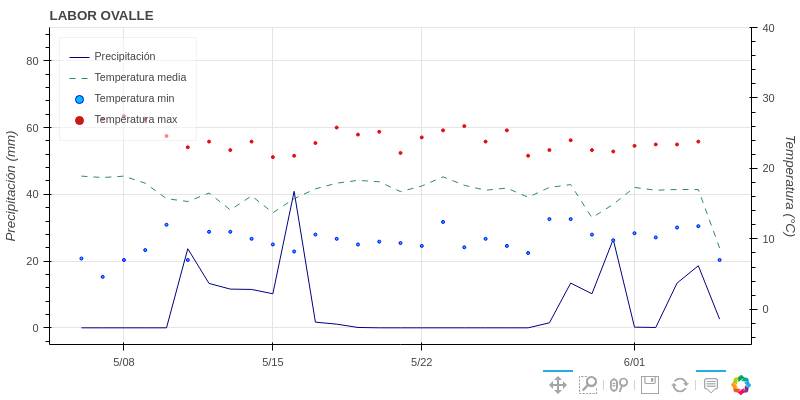 LABOR OVALLE
Precipitación
Temperatura media
Temperatura min
Temperatura max
Precipitación (mm)
80
60
40
20
0
40
30
20
10
0
Temperatura (°C)
5/08
5/15
5/22
6/01